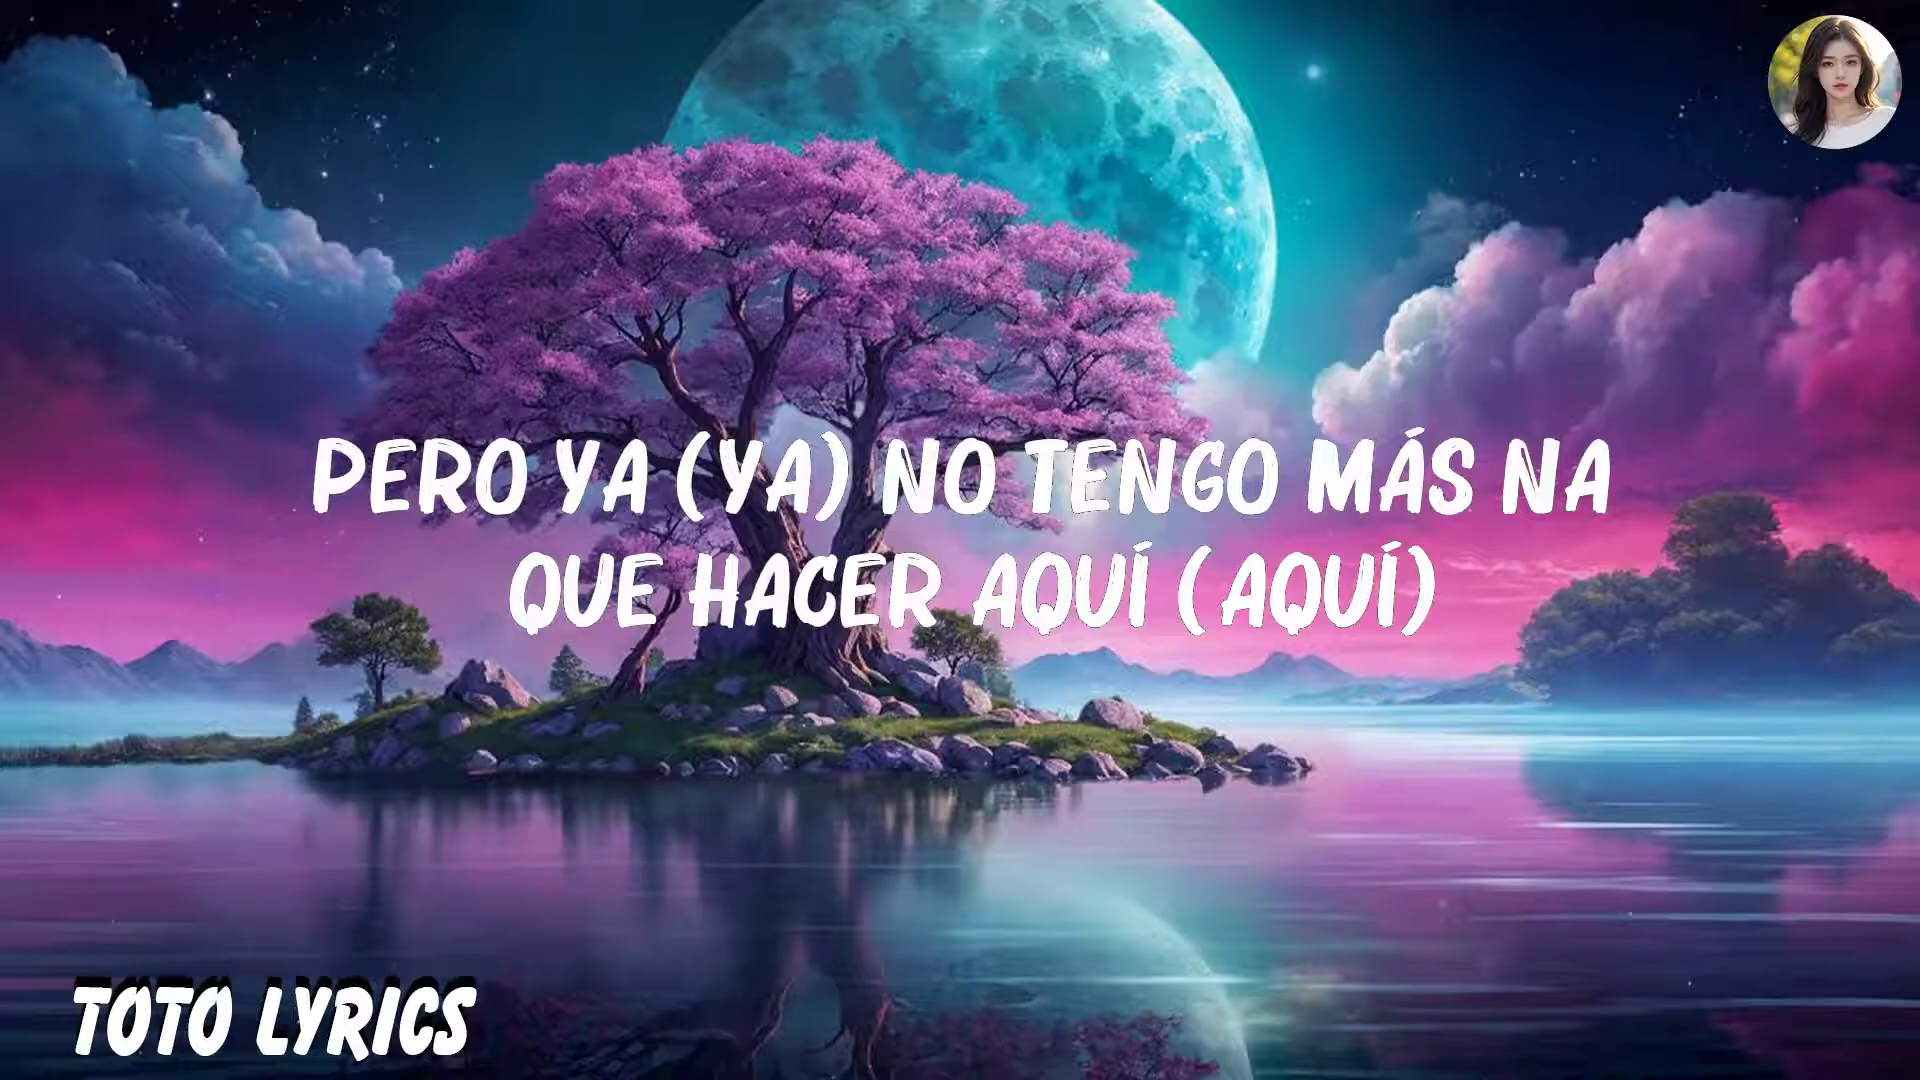 PERO YA (YA) NO TENGO MÁS NA
QUE HACER AQUÍ (AQUÍ)
TOTO LYRICS